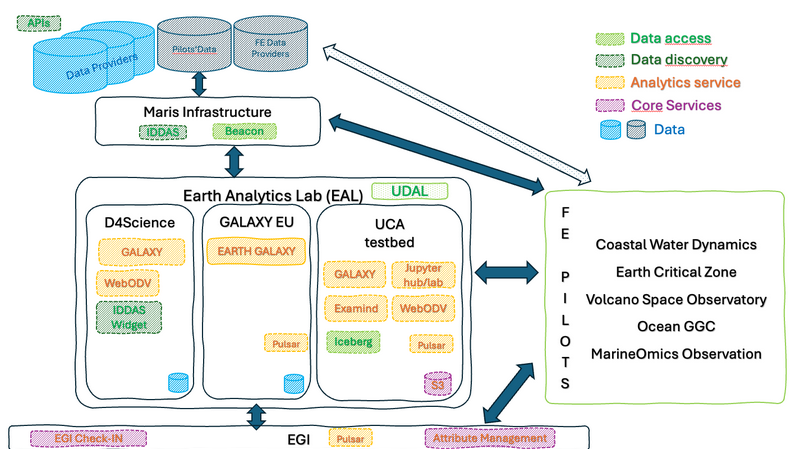 APIs
Data Providers
Pilots'Data
FE Data
Providers
Data access
Data discovery
Analytics service
Core Services
Data
Maris Infrastructure
IDDAS
Beacon
Earth Analytics Lab (EAL)
UDAL
D4Science
GALAXY
WebODV
IDDAS
Widget
GALAXY EU
EARTH GALAXY
Pulsar
UCA
testbed
GALAXY
Jupyter
hub/lab
Examind
WebODV
Iceberg
Pulsar
S3
FE PILOTS
Coastal Water Dynamics
Earth Critical Zone
Volcano Space Observatory
Ocean GGC
MarineOmics Observation
EGI Check-IN
EGI
Pulsar
Attribute Management